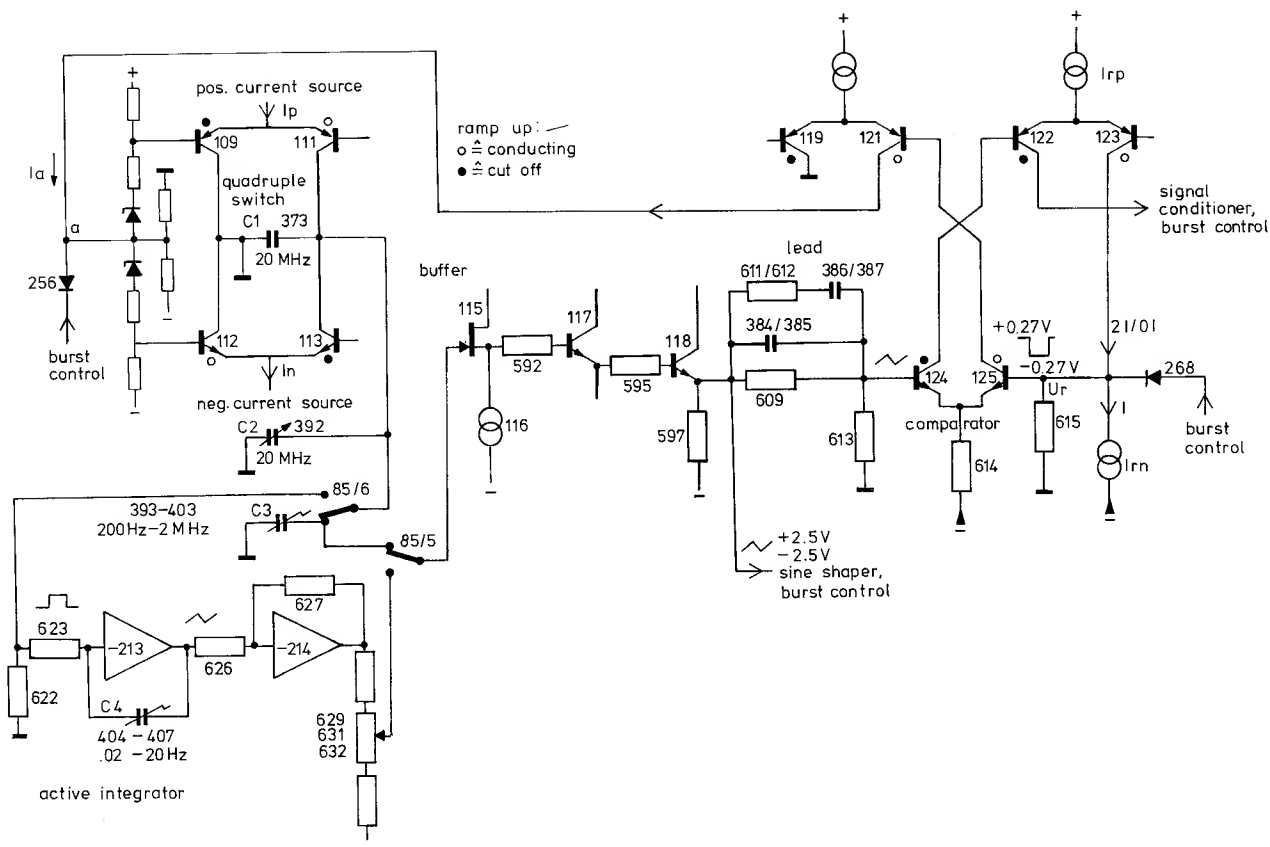 +
+
+
pos. current source
Ip
Irp
109
111
ramp up:
o ≙ conducting
● ≙ cut off
119
121
122
123
Ia
quadruple
switch
C1 373
20 MHz
signal
conditioner,
burst control
a
256
lead
611/612
386/387
buffer
384/385
115
117
118
+0.27V
2I/0I
112
113
burst
control
592
595
609
124
125
-0.27V
Ur
268
In
neg. current source
C2 392
20 MHz
116
597
613
comparator
614
615
I
Irn
burst
control
85/6
393-403
200Hz-2MHz
C3
85/5
+2.5V
-2.5V
sine shaper,
burst control
627
623
-213
626
-214
622
C4
404-407
.02-20Hz
629
631
632
active integrator